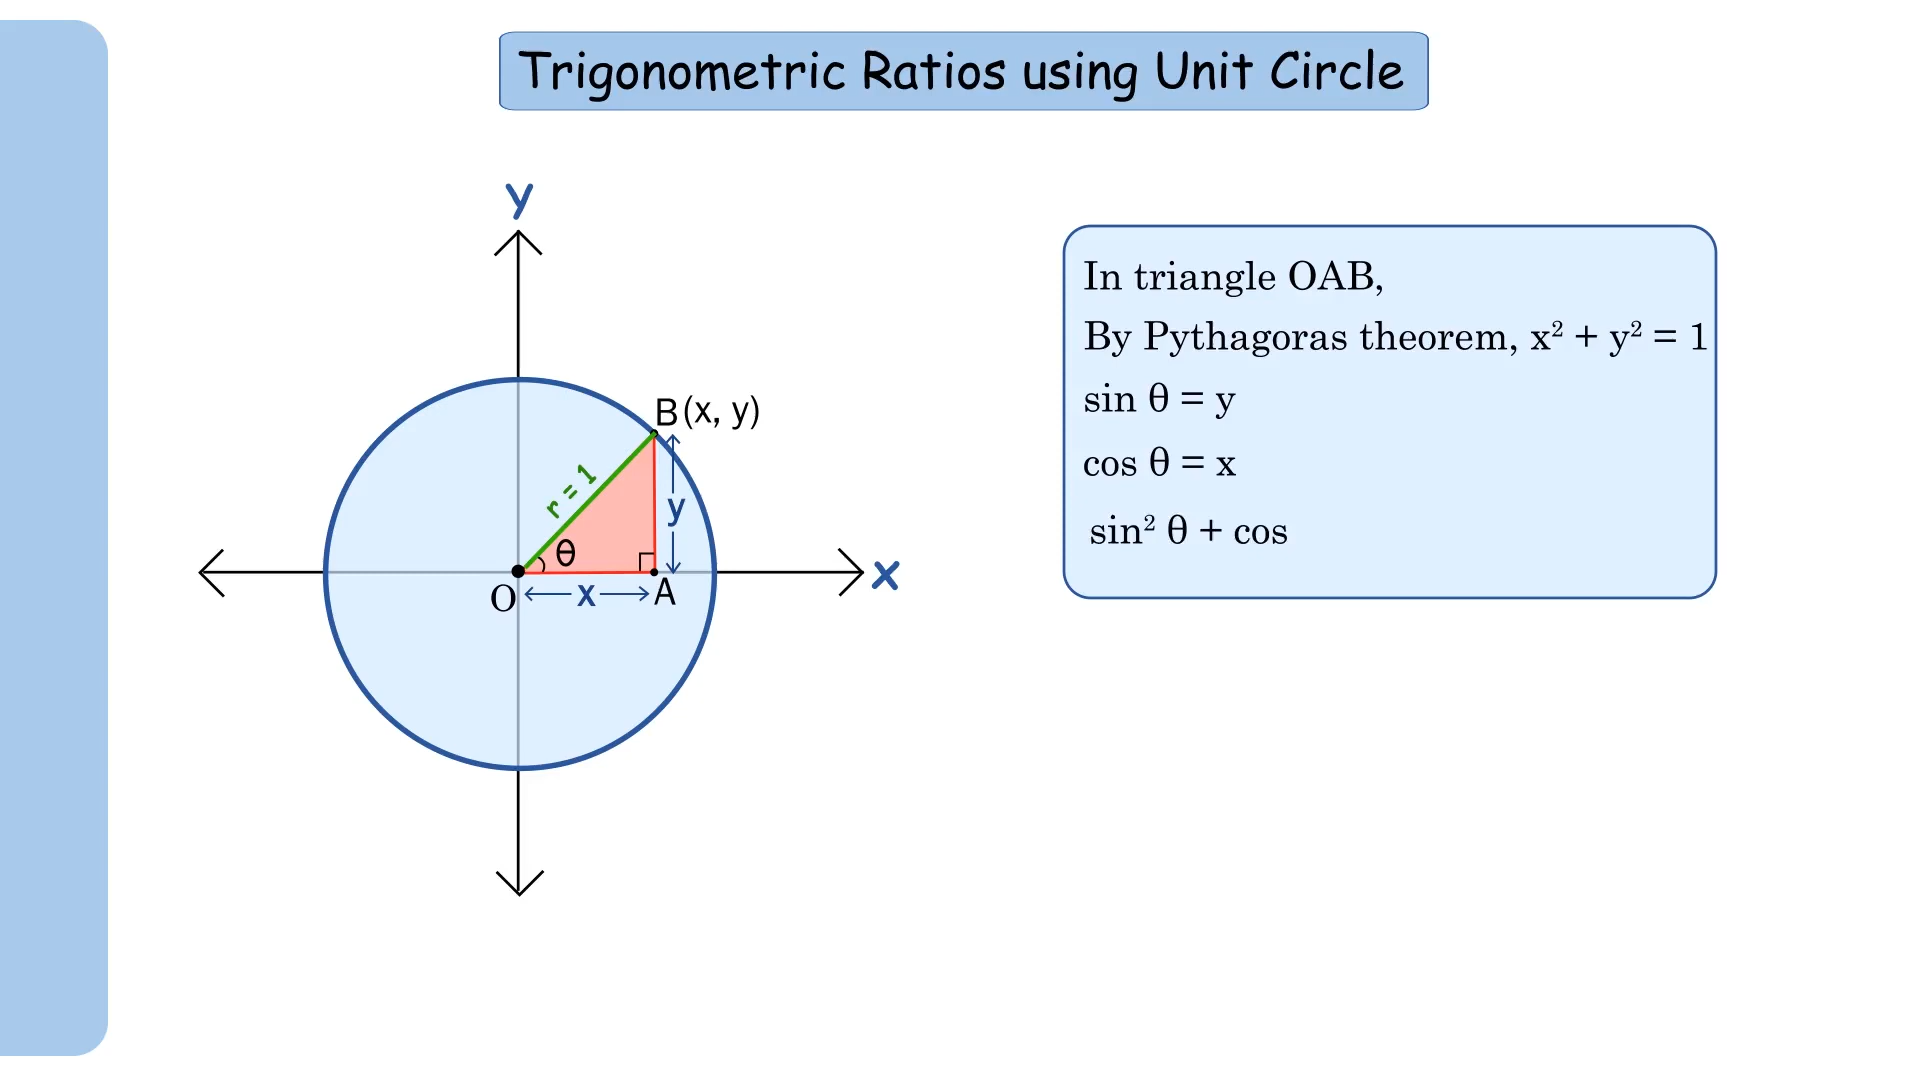 Trigonometric Ratios using Unit Circle
y
B (x, y)
r = 1
y
θ
x
O
x
A
In triangle OAB,
By Pythagoras theorem, x² + y² = 1
sin θ = y
cos θ = x
sin² θ + cos